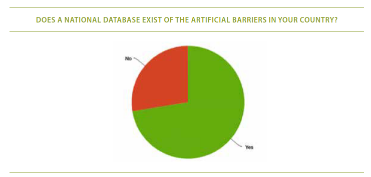 DOES A NATIONAL DATABASE EXIST OF THE ARTIFICIAL BARRIERS IN YOUR COUNTRY?
No
Yes